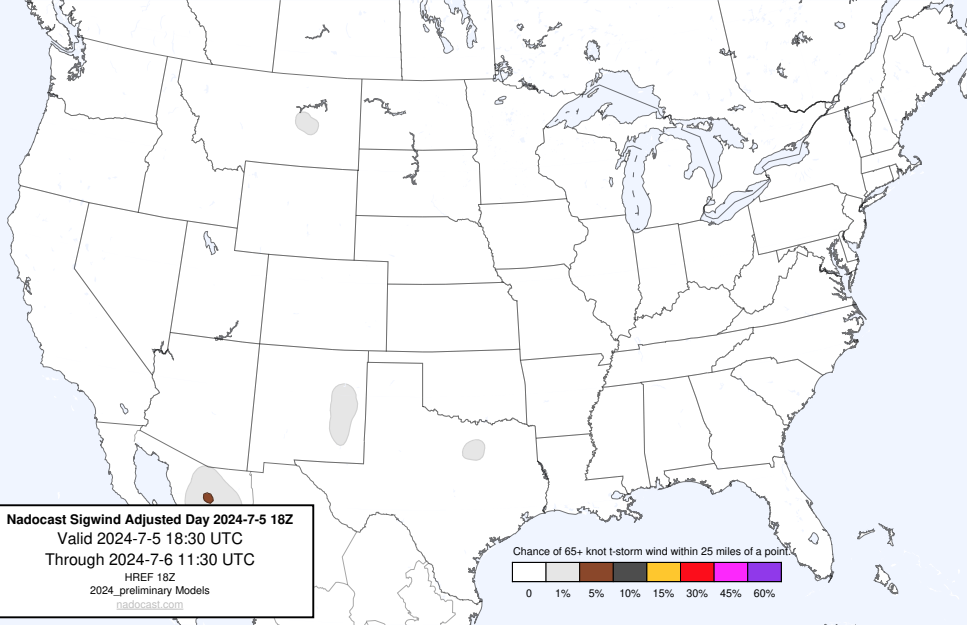 Nadocast Sigwind Adjusted Day 2024-7-5 18Z
Valid 2024-7-5 18:30 UTC
Through 2024-7-6 11:30 UTC
HREF 18Z
2024_preliminary Models
nadocast.com
Chance of 65+ knot t-storm wind within 25 miles of a point.
0 1% 5% 10% 15% 30% 45% 60%